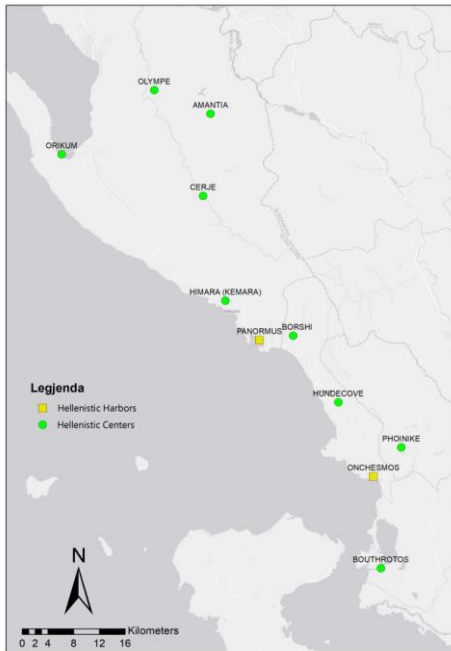 OLYMPE
AMANTIA
ORIKUM
CERJE
HIMARA (KEMARA)
PANORMUS
BORSHI
Legjenda
Hellistic Harbors
Hellenistic Centers
HUNDECOVE
PHOINIKE
ONCHESMOS
BOUTHROTOS
N
Kilometers
0 2 4 8 12 16